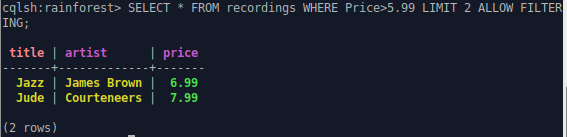 cqlsh:rainforest> SELECT * FROM recordings WHERE Price>5.99 LIMIT 2 ALLOW FILTER
ING;
title | artist | price
-------+-------------+-------
Jazz | James Brown | 6.99
Jude | Courteneers | 7.99
(2 rows)